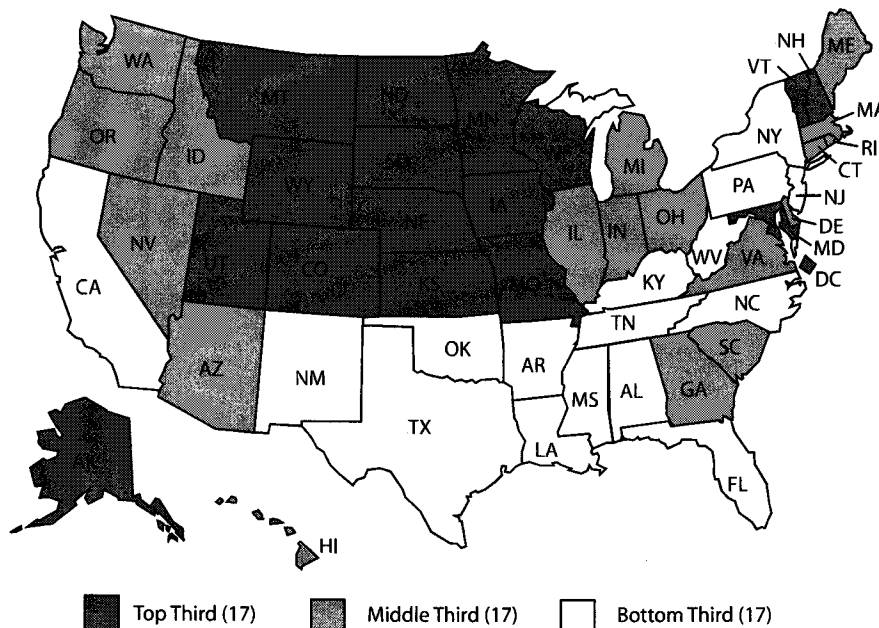 NH
ME
VT
WA
MT
ND
MN
MA
OR
NY
RI
ID
SD
WI
MI
CT
WY
PA
NJ
IA
NE
OH
DE
NV
IL
IN
MD
UT
CO
WV
VA
DC
CA
KS
MO
KY
NC
TN
OK
AR
SC
AZ
NM
MS
AL
GA
TX
LA
AK
FL
HI
Top Third (17)
Middle Third (17)
Bottom Third (17)